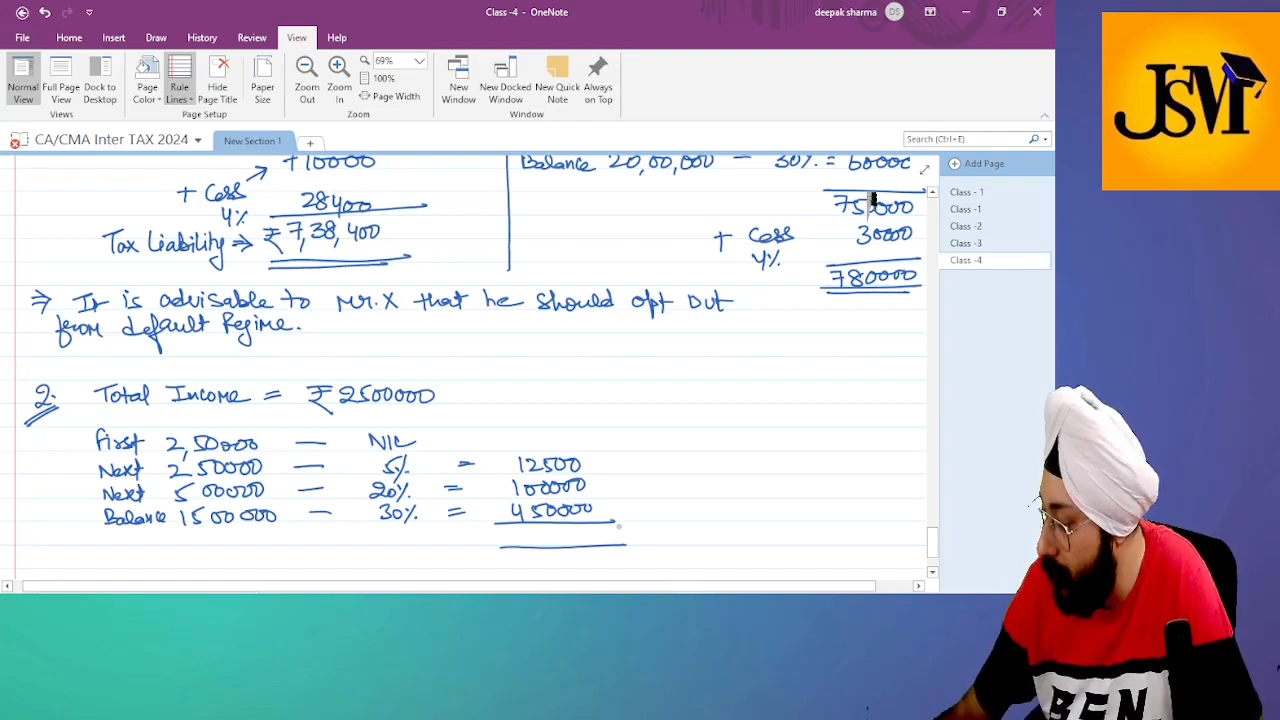 Class -4 - OneNote
deepak sharma
DS
File Home Insert Draw History Review View Help
Normal View
Full Page View
Dock to Desktop
Page Color
Rule Lines
Hide Page Title
Paper Size
Zoom Out
Zoom In
69%
100%
Page Width
New Window
New Docked Window
New Quick Note
Always on Top
Views
Page Setup
Zoom
Window
JSM
CA/CMA Inter TAX 2024
New Section 1
Search (Ctrl+E)
Add Page
Class - 1
Class -1
Class -2
Class -3
Class -4
+10000
+ Cess 4%
28400
Tax Liability ⇒ ₹ 7,38,400
Balance 20,00,000 - 30% = 60000
750000
+ Cess 4%
30000
780000
⇒ It is advisable to Mr. X that he should opt out
from default Regime.
2. Total Income = ₹ 2500000
first 2,50000 — NIL
Next 250000 — 5% = 12500
Next 500000 — 20% = 100000
Balance 1500000 — 30% = 450000
BEN